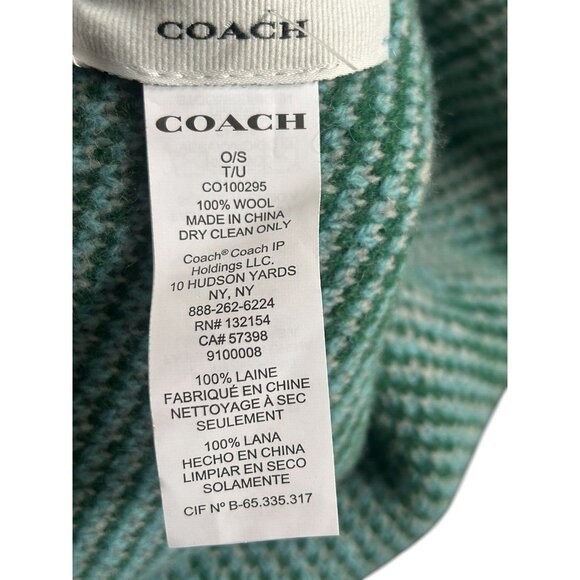 COACH
COACH
O/S
T/U
CO100295
100% WOOL
MADE IN CHINA
DRY CLEAN ONLY
Coach® Coach IP
Holdings LLC.
10 HUDSON YARDS
NY, NY
888-262-6224
RN# 132154
CA# 57398
9100008
100% LAINE
FABRIQUÉ EN CHINE
NETTOYAGE À SEC
SEULEMENT
100% LANA
HECHO EN CHINA
LIMPIAR EN SECO
SOLAMENTE
CIF Nº B-65.335.317